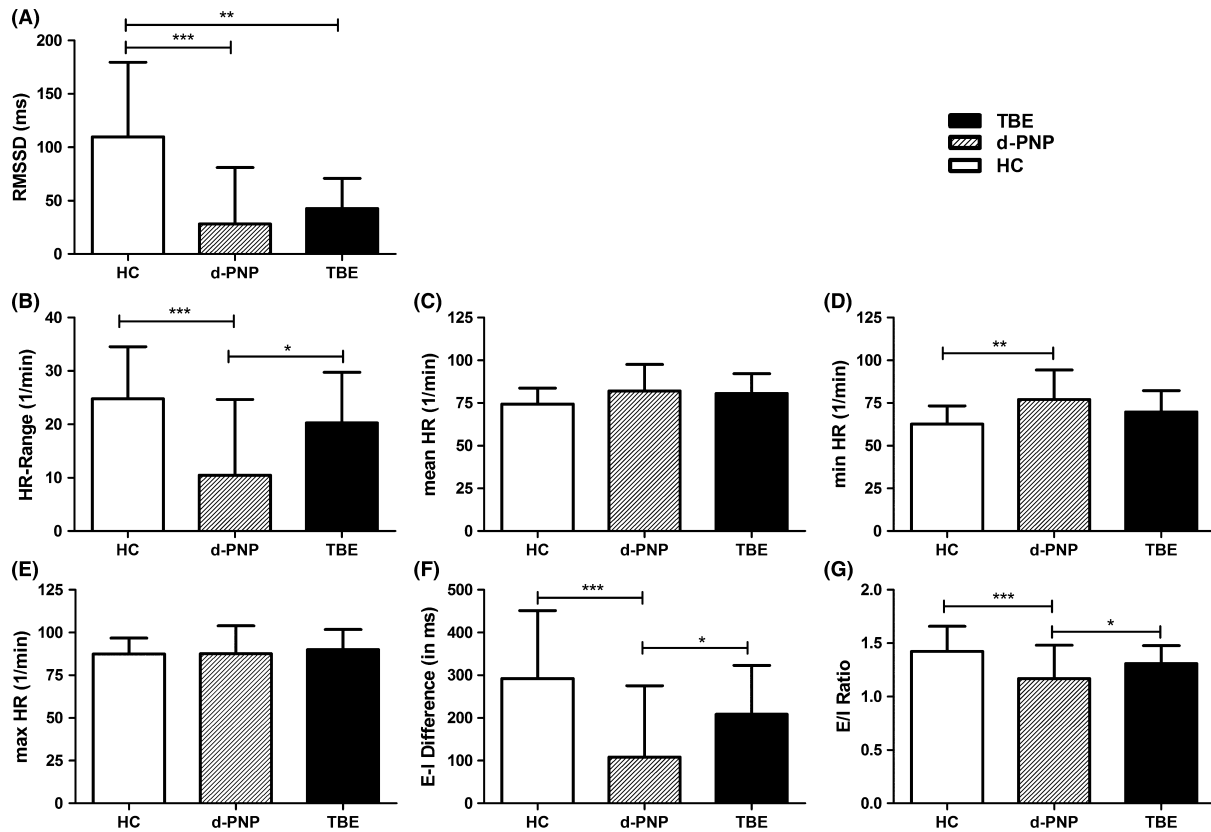 (A)
**
***
RMSSD (ms)
200
150
100
50
0
HC d-PNP TBE
TBE
d-PNP
HC
(B)
***
*
HR-Range (1/min)
40
30
20
10
0
HC d-PNP TBE
(C)
mean HR (1/min)
125
100
75
50
25
0
HC d-PNP TBE
(D)
**
min HR (1/min)
125
100
75
50
25
0
HC d-PNP TBE
(E)
max HR (1/min)
125
100
75
50
25
0
HC d-PNP TBE
(F)
***
*
E-I Difference (in ms)
500
400
300
200
100
0
HC d-PNP TBE
(G)
***
*
E/I Ratio
2.0
1.5
1.0
0.5
0.0
HC d-PNP TBE